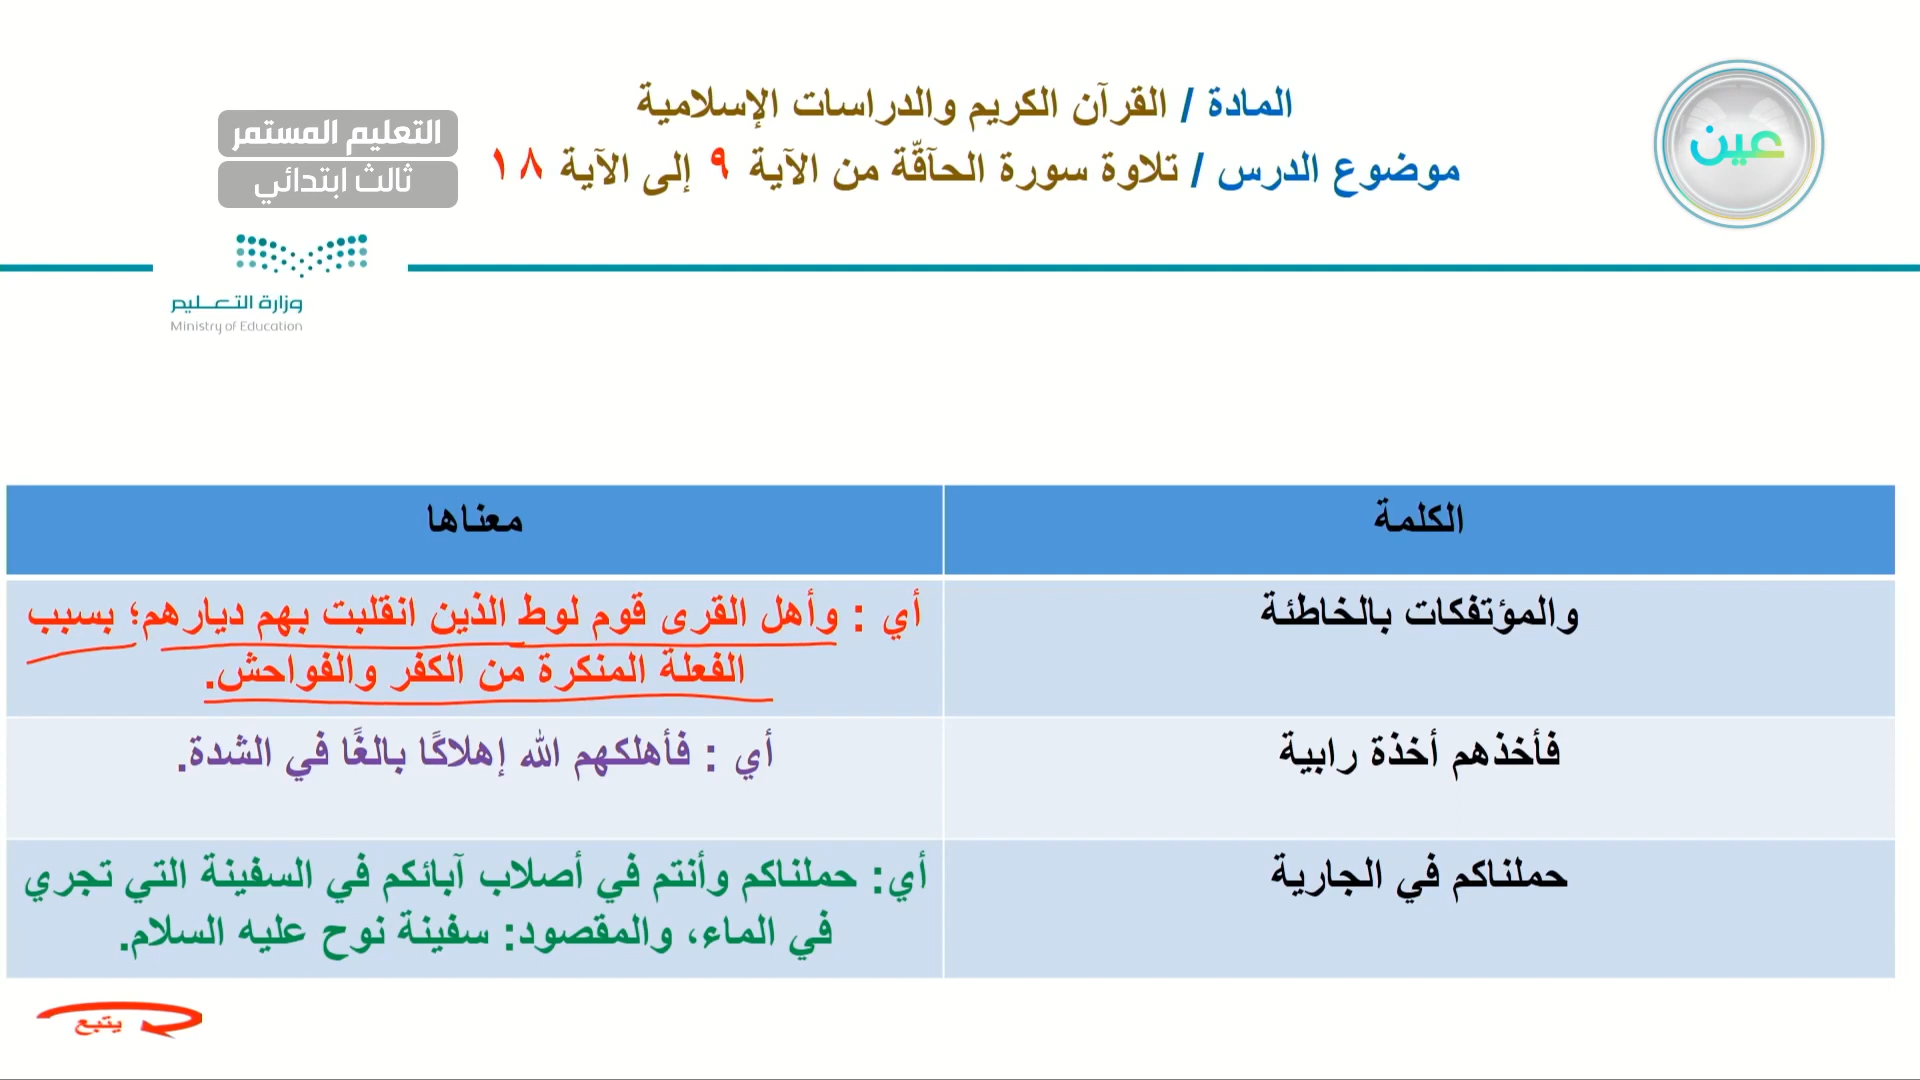 المادة / القرآن الكريم والدراسات الإسلامية
موضوع الدرس / تلاوة سورة الحآقّة من الآية ٩ إلى الآية ١٨
عين
التعليم المستمر
ثالث ابتدائي
وزارة التعـليم
Ministry of Education
الكلمة
معناها
والمؤتفكات بالخاطئة
أي : وأهل القرى قوم لوط الذين انقلبت بهم ديارهم؛ بسبب
الفعلة المنكرة من الكفر والفواحش.
فأخذهم أخذة رابية
أي : فأهلكهم الله إهلاكًا بالغًا في الشدة.
حملناكم في الجارية
أي: حملناكم وأنتم في أصلاب آبائكم في السفينة التي تجري
في الماء، والمقصود: سفينة نوح عليه السلام.
يتبع